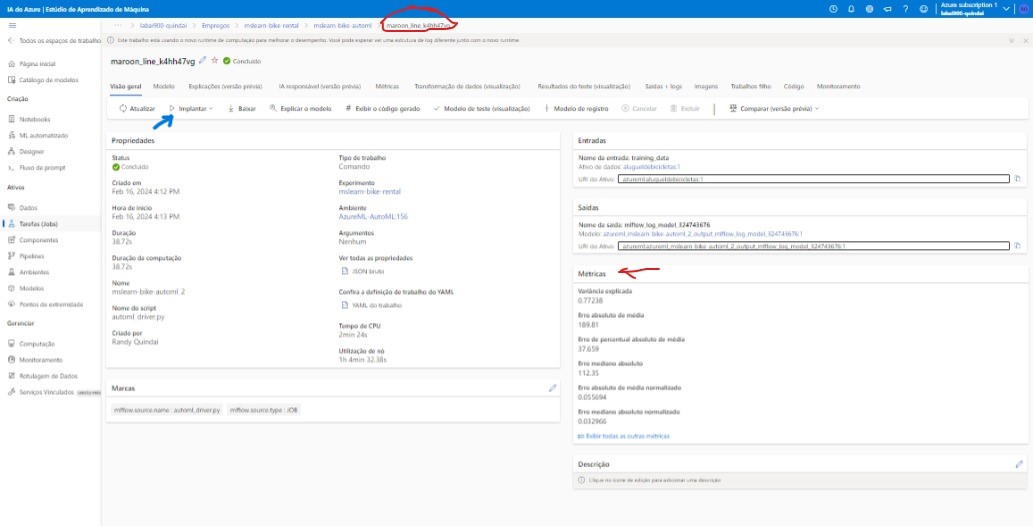 IA do Azure | Estúdio de Aprendizado de Máquina
Azure subscription 1
labai900-quindai
labai900-quindai > Empregos > mslearn-bike-rental > mslearn-bike-automl > maroon_line_k4hh47vg
Todos os espaços de trabalho
Este trabalho está usando o novo runtime de computação para melhorar o desempenho. Você pode esperar ver uma estrutura de log diferente junto com o novo runtime.
Página inicial
Catálogo de modelos
Criação
Notebooks
ML automatizado
Designer
Fluxo de prompt
Ativos
Dados
Tarefas (Jobs)
Componentes
Pipelines
Ambientes
Modelos
Pontos de extremidade
Gerenciar
Computação
Monitoramento
Rotulagem de Dados
Serviços Vinculados
maroon_line_k4hh47vg
Concluído
Visão geral Modelo Explicações (versão prévia) IA responsável (versão prévia) Métricas Transformação de dados (visualização) Resultados do teste (visualização) Saídas + logs Imagens Trabalhos filho Código Monitoramento
Atualizar Implantar Baixar Explicar o modelo # Exibir o código gerado Modelo de teste (visualização) Modelo de registro Cancelar Excluir Comparar (versão prévia)
Propriedades
Status
Concluído
Criado em
Feb 16, 2024 4:12 PM
Hora de início
Feb 16, 2024 4:13 PM
Duração
38.72s
Duração da computação
38.72s
Nome
mslearn-bike-automl_2
Nome do script
automl_driver.py
Criado por
Randy Quindai
Tipo de trabalho
Comando
Experimento
mslearn-bike-rental
Ambiente
AzureML-AutoML:156
Argumentos
Nenhum
Ver todas as propriedades
JSON bruto
Confira a definição de trabalho do YAML
YAML do trabalho
Tempo de CPU
2min 24s
Utilização de nó
1h 4min 32.38s
Marcas
mlflow.source.name : automl_driver.py mlflow.source.type : JOB
Entradas
Nome da entrada: training_data
Ativo de dados: alugueldebicicletas:1
URI do Ativo: azureml:alugueldebicicletas:1
Saídas
Nome da saída: mlflow_log_model_324743676
Modelo: azureml_mslearn-bike-automl_2_output_mlflow_log_model_324743676:1
URI do Ativo: azureml:azureml_mslearn-bike-automl_2_output_mlflow_log_model_324743676:1
Métricas
Variância explicada
0.77238
Erro absoluto de média
189.81
Erro de percentual absoluto de média
37.659
Erro mediano absoluto
112.35
Erro absoluto de média normalizado
0.055694
Erro mediano absoluto normalizado
0.032966
Exibir todas as outras métricas
Descrição
Clique no ícone de edição para adicionar uma descrição